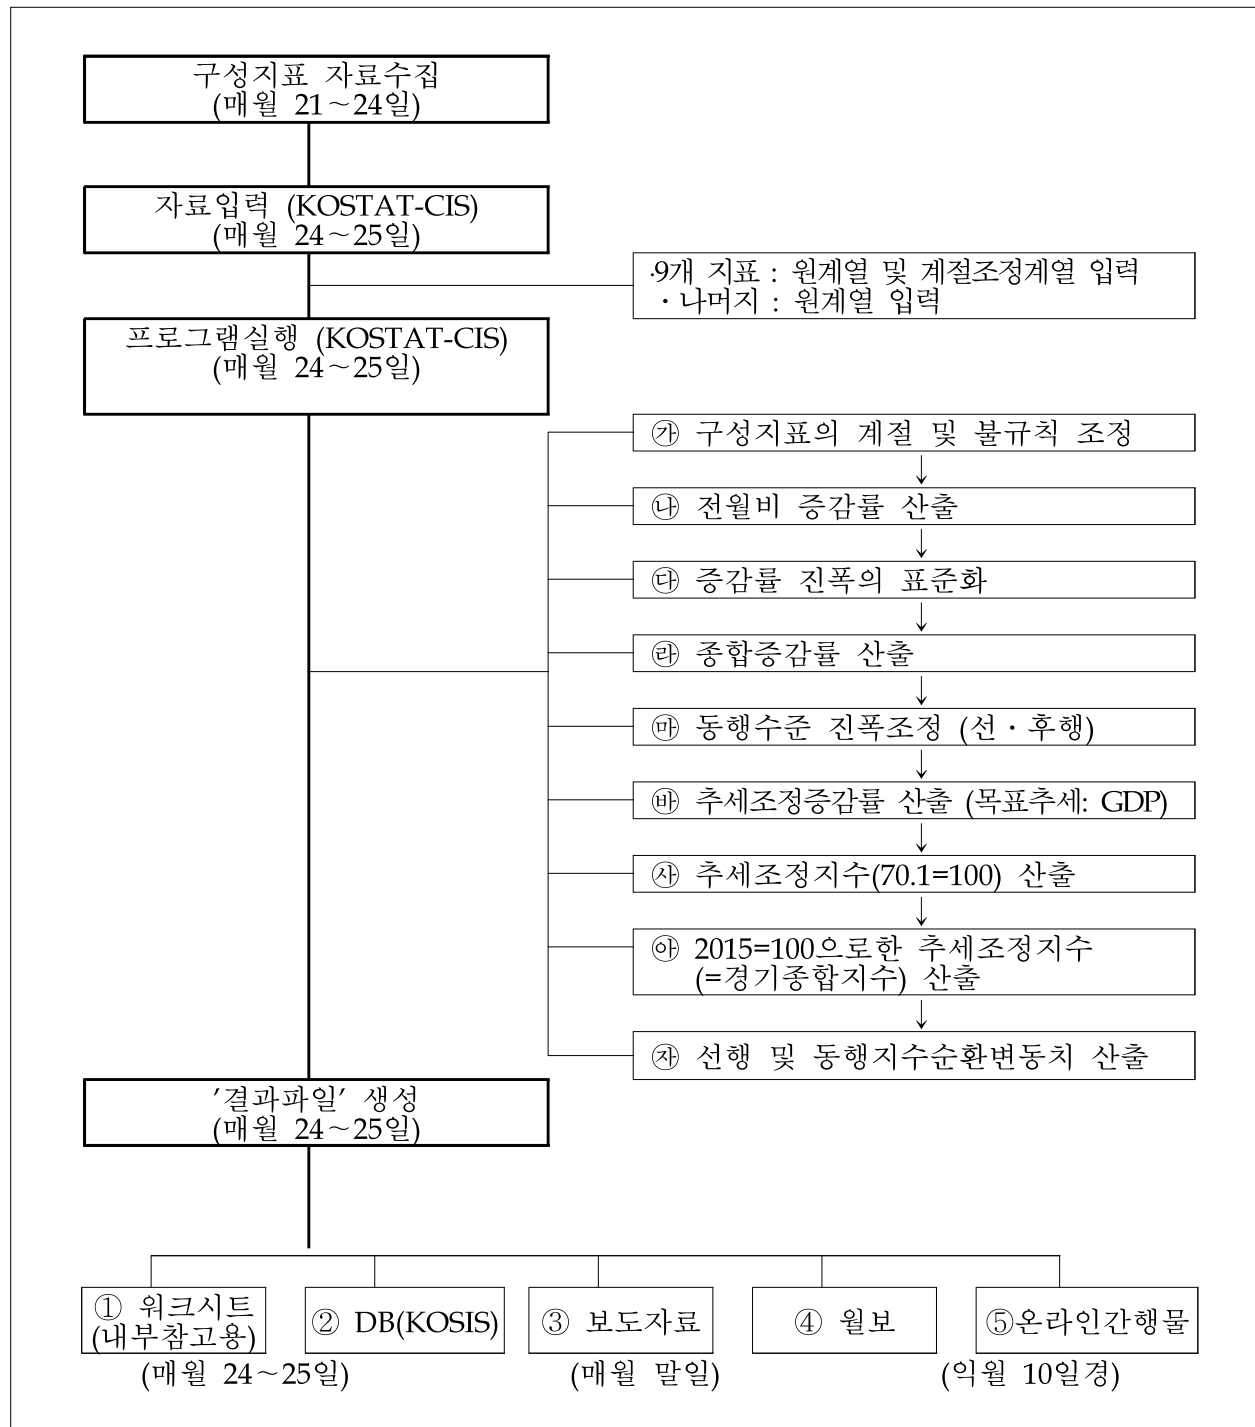 구성지표 자료수집
(매월 21～24일)
자료입력 (KOSTAT-CIS)
(매월 24～25일)
·9개 지표 : 원계열 및 계절조정계열 입력
· 나머지 : 원계열 입력
프로그램실행 (KOSTAT-CIS)
(매월 24～25일)
㉮ 구성지표의 계절 및 불규칙 조정
㉯ 전월비 증감률 산출
㉰ 증감률 진폭의 표준화
㉱ 종합증감률 산출
㉲ 동행수준 진폭조정 (선 · 후행)
㉳ 추세조정증감률 산출 (목표추세: GDP)
㉴ 추세조정지수(70.1=100) 산출
㉵ 2015=100으로한 추세조정지수
(=경기종합지수) 산출
㉶ 선행 및 동행지수순환변동치 산출
'결과파일' 생성
(매월 24～25일)
① 워크시트
(내부참고용)
② DB(KOSIS)
③ 보도자료
④ 월보
⑤온라인간행물
(매월 24～25일)
(매월 말일)
(익월 10일경)